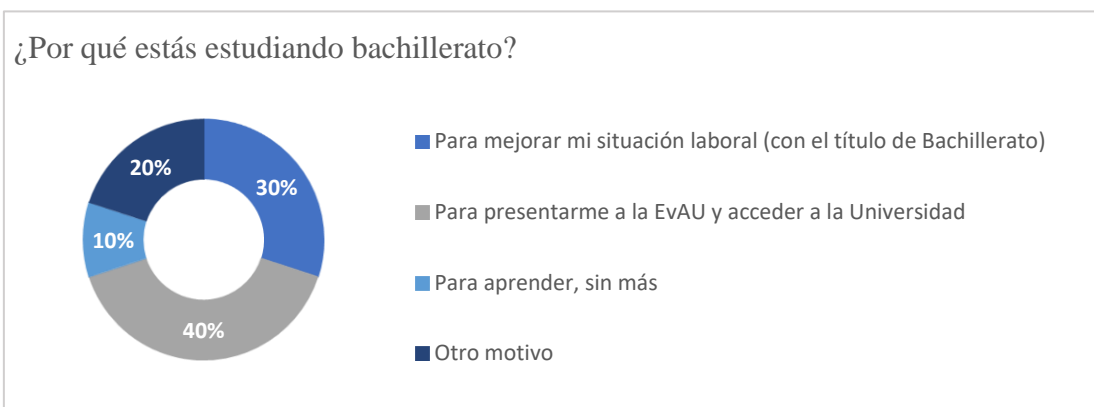 ¿Por qué estás estudiando bachillerato?
20%
30%
10%
40%
Para mejorar mi situación laboral (con el título de Bachillerato)
Para presentarme a la EvAU y acceder a la Universidad
Para aprender, sin más
Otro motivo